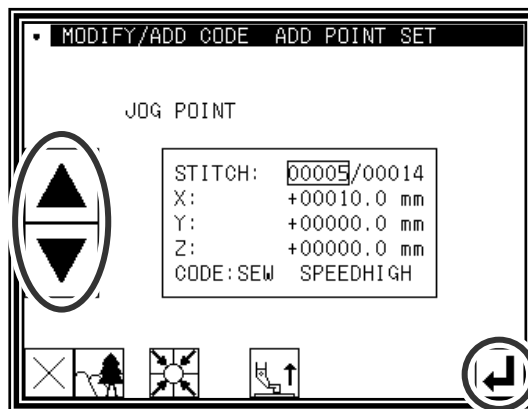 • MODIFY/ADD CODE ADD POINT SET
JOG POINT
STITCH: 00005/00014
X: +00010.0 mm
Y: +00000.0 mm
Z: +00000.0 mm
CODE:SEW SPEEDHIGH